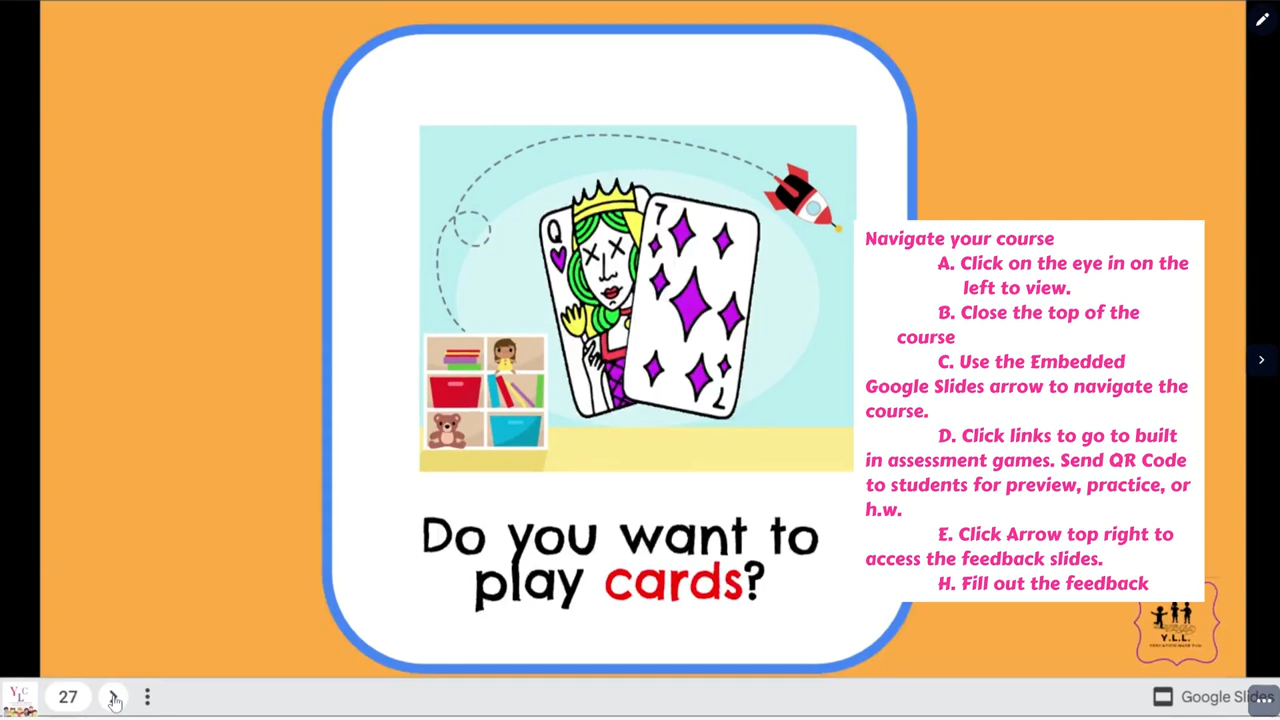 Q
7
7
Do you want to
play cards?
Navigate your course
A. Click on the eye in on the
left to view.
B. Close the top of the
course
C. Use the Embedded
Google Slides arrow to navigate the
course.
D. Click links to go to built
in assessment games. Send QR Code
to students for preview, practice, or
h.w.
E. Click Arrow top right to
access the feedback slides.
H. Fill out the feedback
Y.L.L.
YLC
27
Google Slides